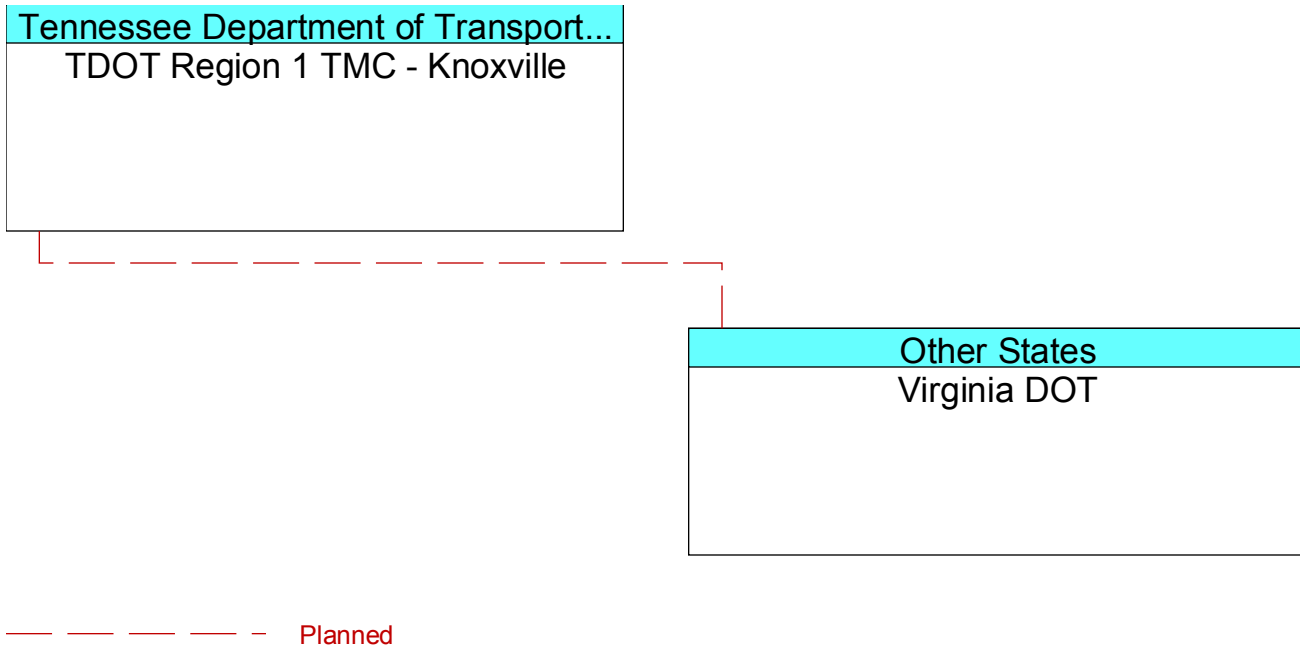 Tennessee Department of Transport...
TDOT Region 1 TMC - Knoxville
Other States
Virginia DOT
Planned